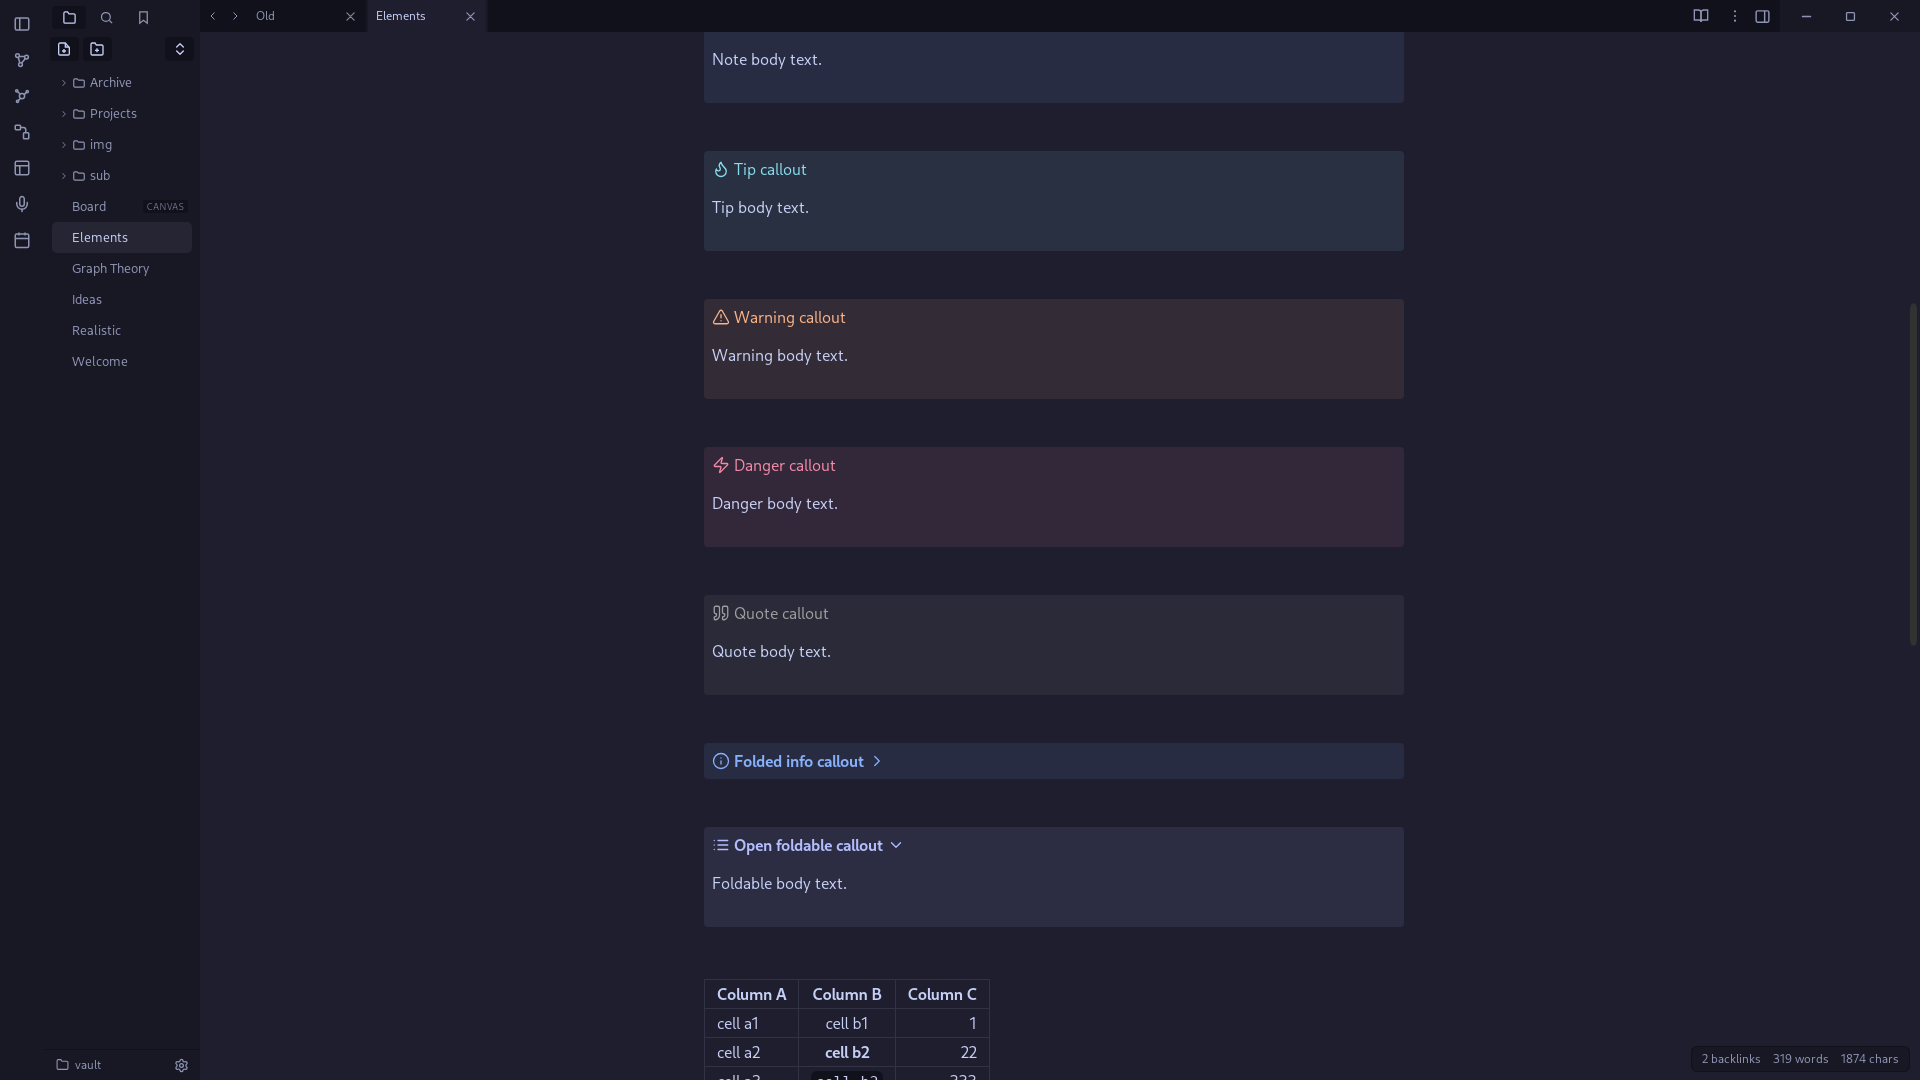 Old
Elements
Archive
Projects
img
sub
Board CANVAS
Elements
Graph Theory
Ideas
Realistic
Welcome
vault
Note body text.
Tip callout
Tip body text.
Warning callout
Warning body text.
Danger callout
Danger body text.
Quote callout
Quote body text.
Folded info callout
Open foldable callout
Foldable body text.
Column A Column B Column C
cell a1 cell b1 1
cell a2 cell b2 22
2 backlinks 319 words 1874 chars